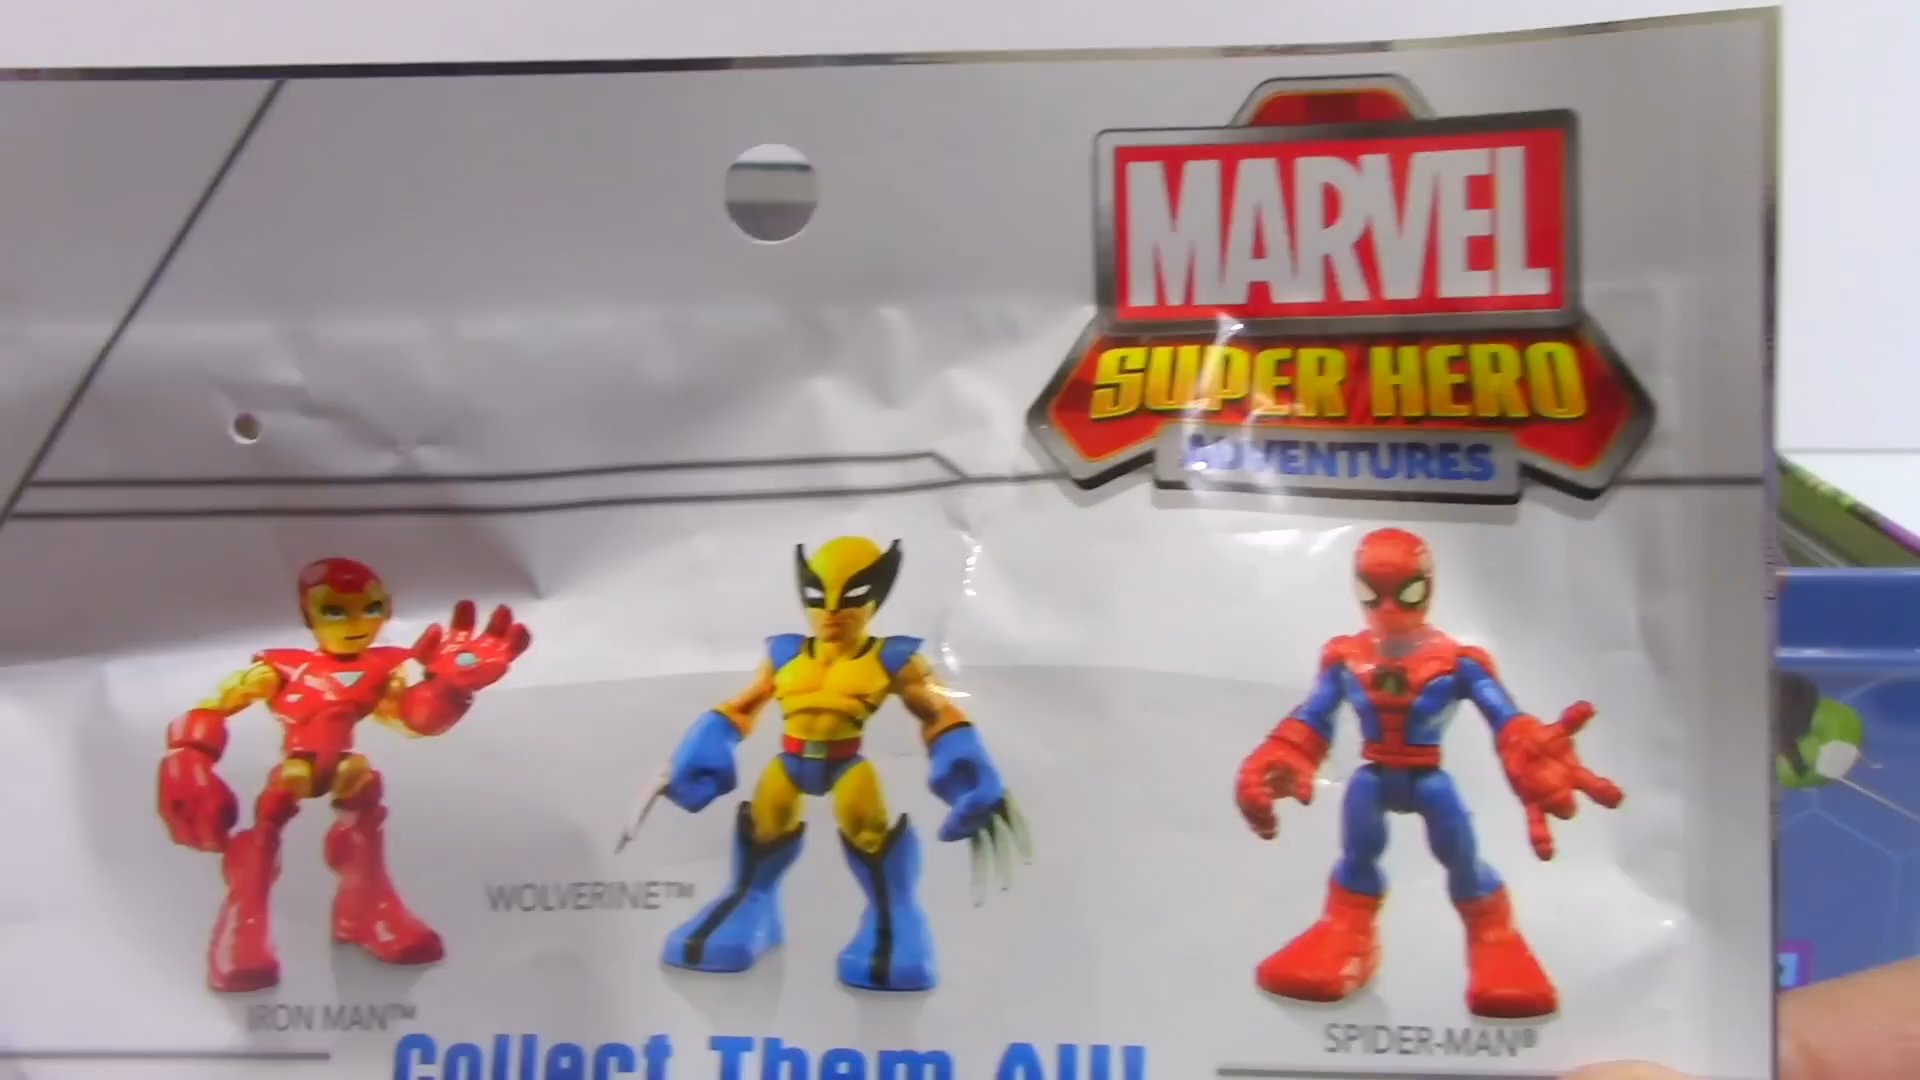 MARVEL
SUPER HERO
ADVENTURES
WOLVERINE™
IRON MAN™
SPIDER-MAN®
Collect Them All!